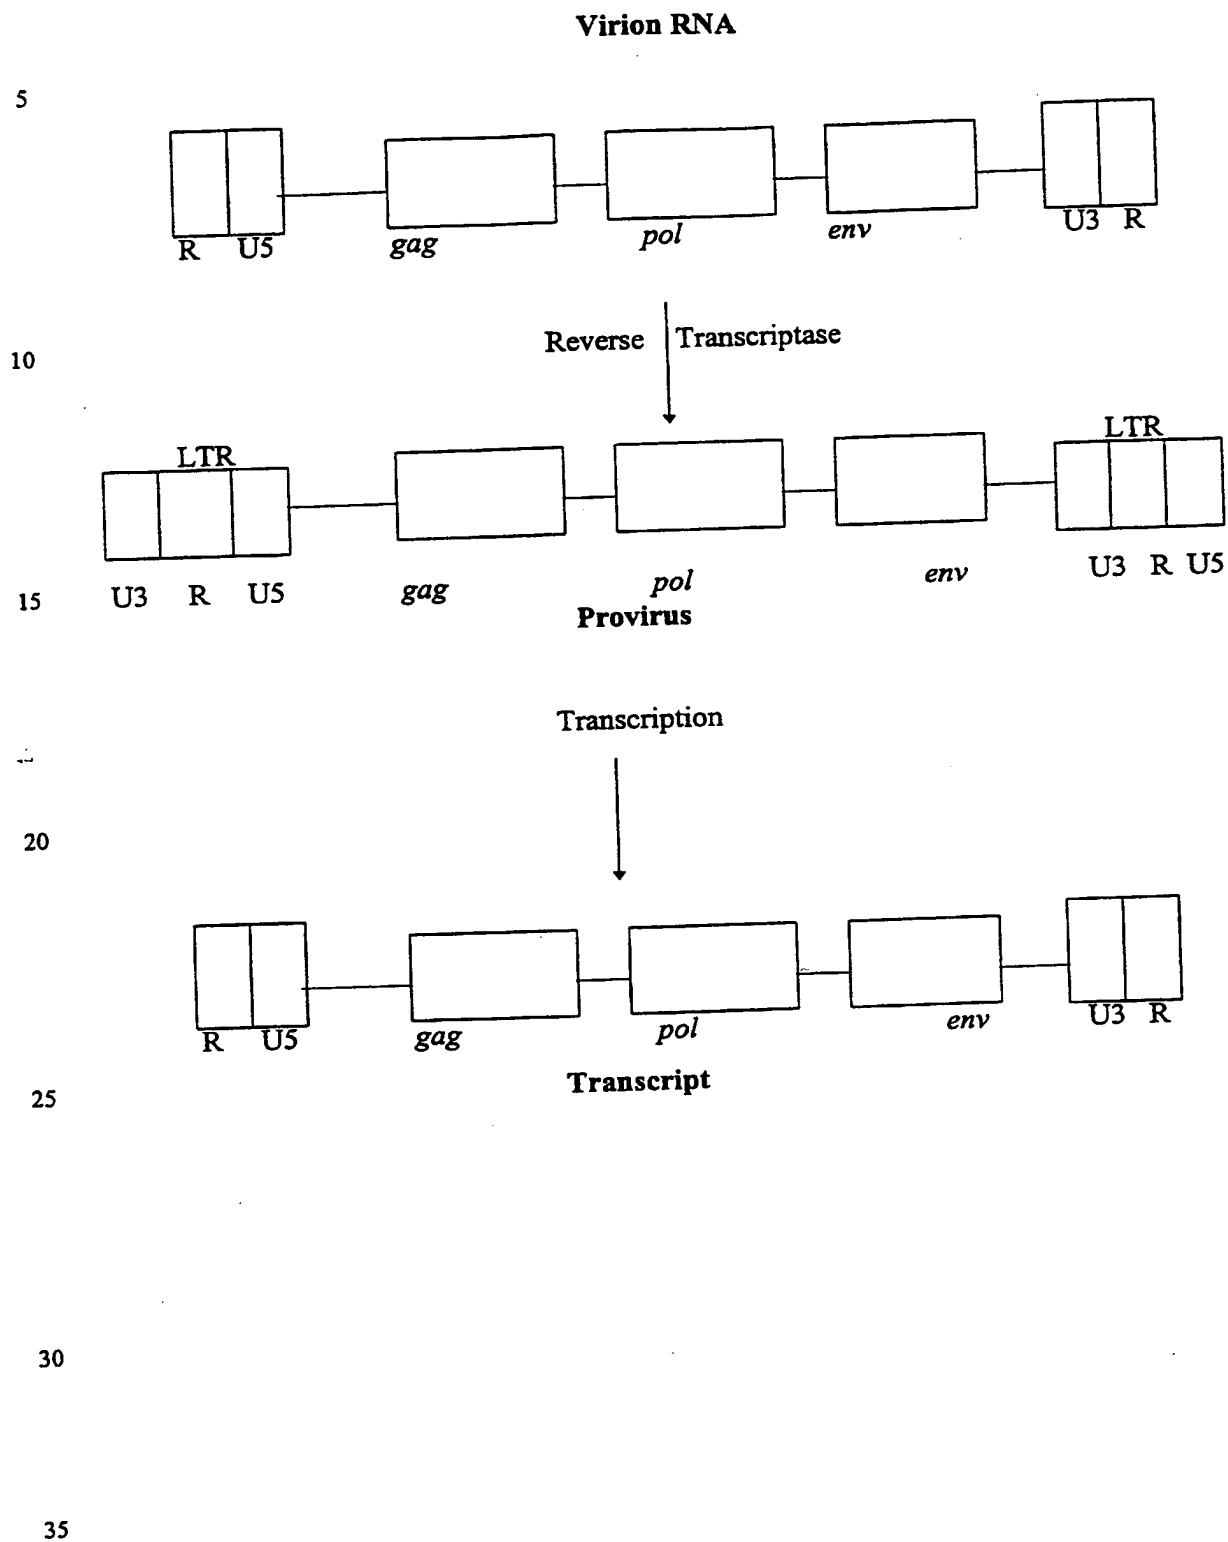 Virion RNA
5
R U5 gag pol env U3 R
Reverse Transcriptase
10
LTR LTR
U3 R U5 gag pol env U3 R U5
15
Provirus
Transcription
20
R U5 gag pol env U3 R
Transcript
25
30
35